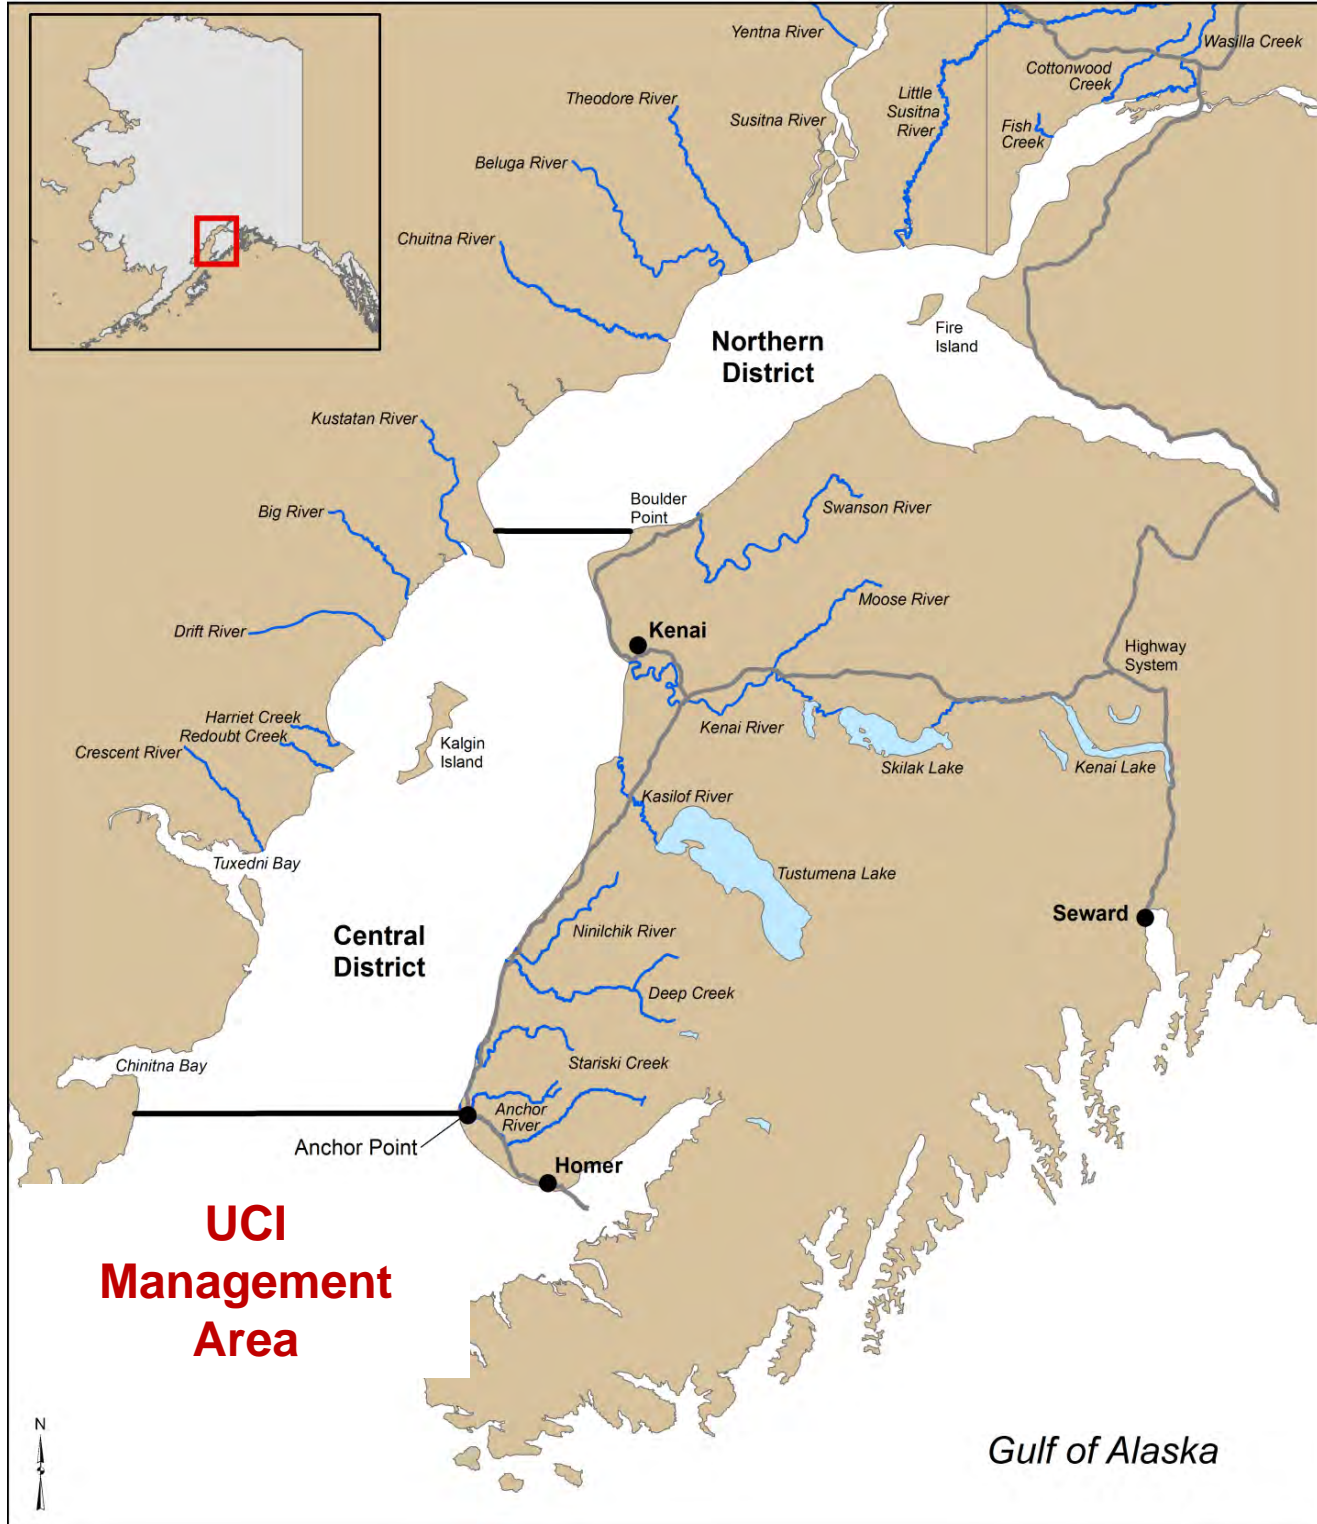 Yentna River
Wasilla Creek
Cottonwood
Creek
Theodore River
Little
Susitna
River
Susitna River
Fish
Creek
Beluga River
Chuitna River
Northern
District
Fire
Island
Kustatan River
Boulder
Point
Big River
Swanson River
Moose River
Drift River
Kenai
Highway
System
Harriet Creek
Redoubt Creek
Crescent River
Kalgin
Island
Kenai River
Skilak Lake
Kenai Lake
Kasilof River
Tuxedni Bay
Tustumena Lake
Seward
Central
District
Ninilchik River
Deep Creek
Chinitna Bay
Stariski Creek
Anchor
River
Anchor Point
Homer
UCI
Management
Area
N
Gulf of Alaska